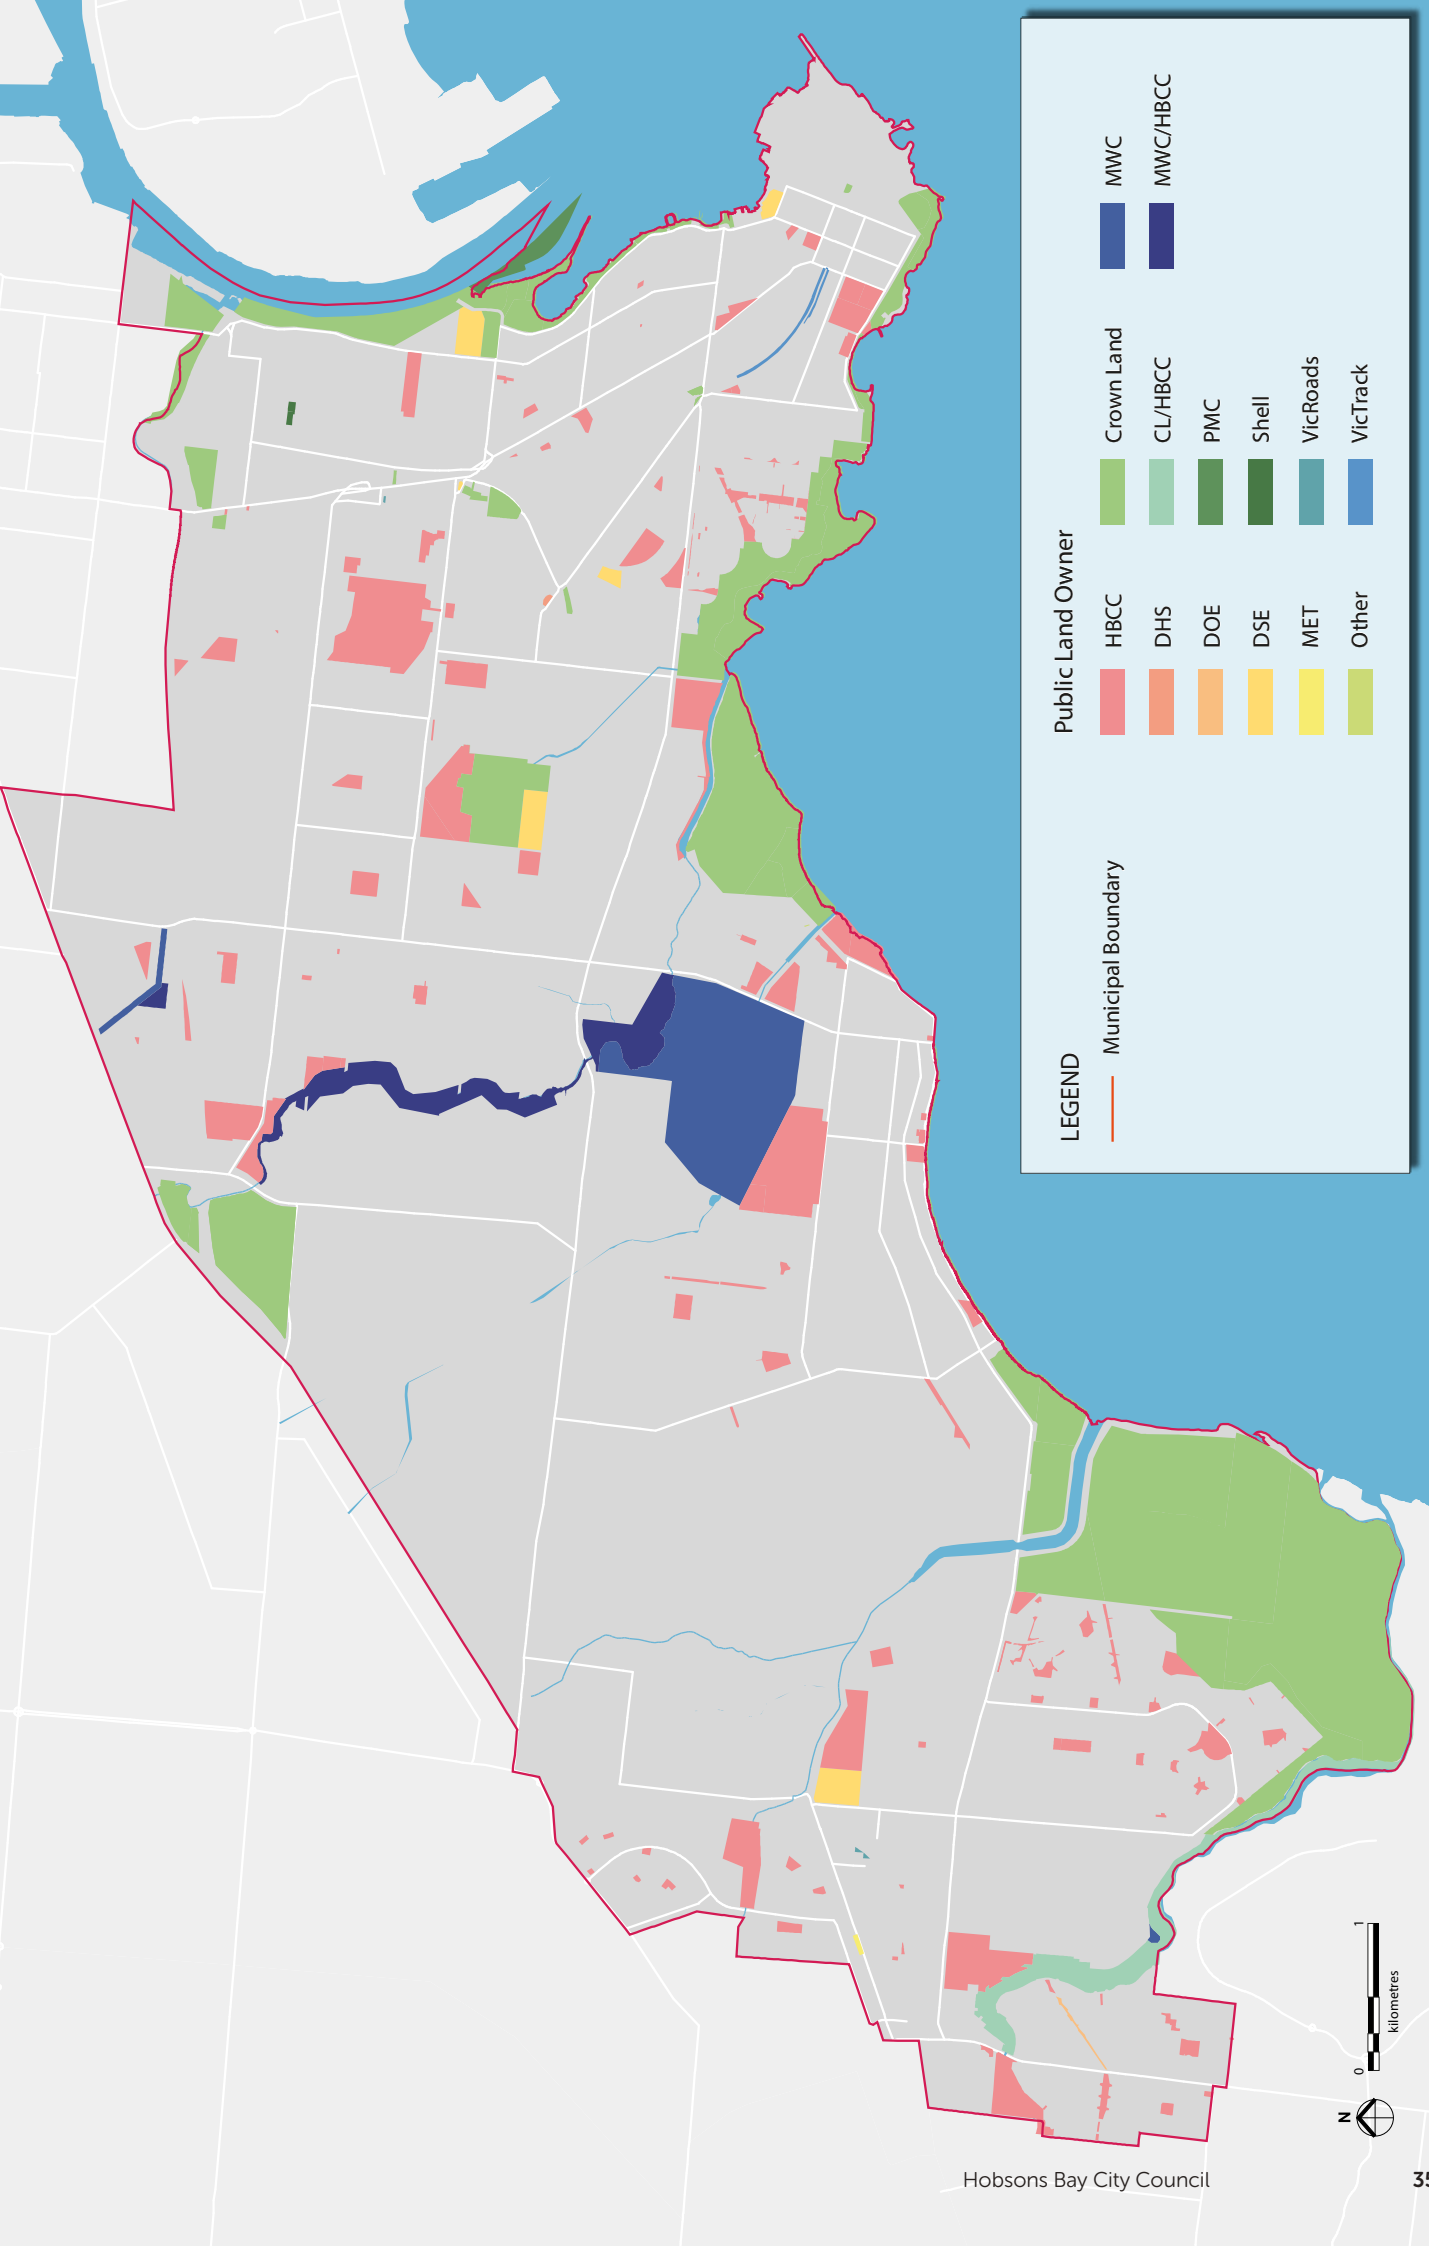 LEGEND
Municipal Boundary
Public Land Owner
HBCC
DHS
DOE
DSE
MET
Other
Crown Land
CL/HBCC
PMC
Shell
VicRoads
VicTrack
MWC
MWC/HBCC
N
0
1
kilometres
Hobsons Bay City Council
35